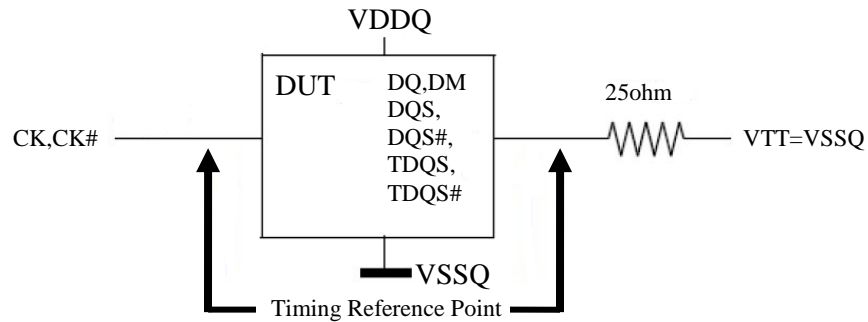 VDDQ
DUT
DQ,DM
DQS,
DQS#,
TDQS,
TDQS#
25ohm
CK,CK#
VTT=VSSQ
VSSQ
Timing Reference Point